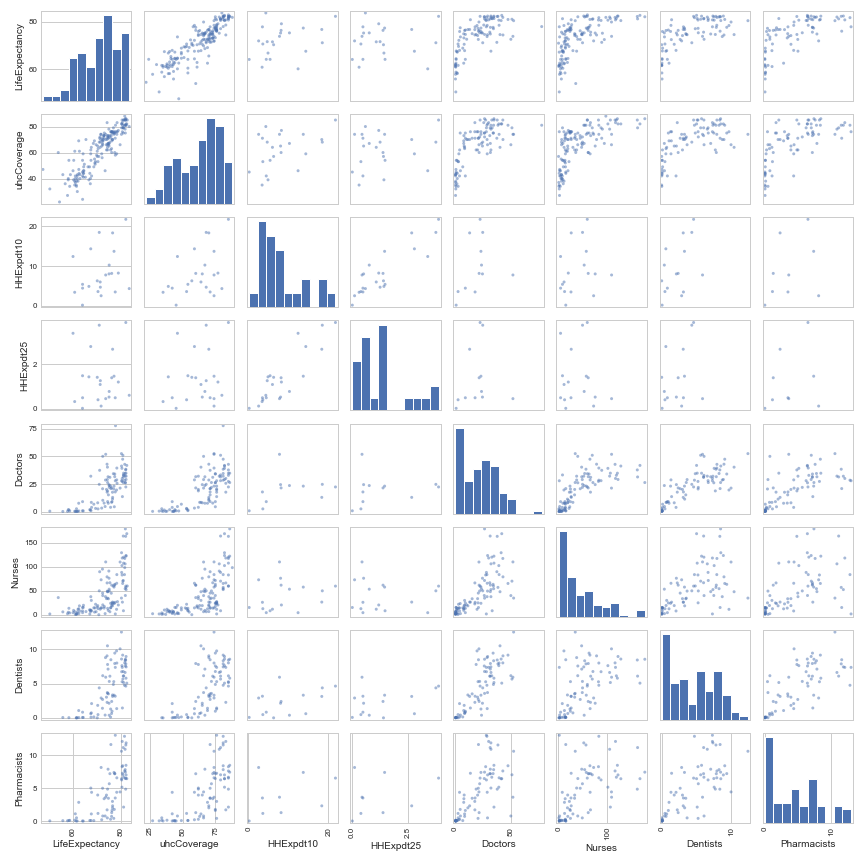 LifeExpectancy
80
60
uhcCoverage
80
60
40
HHExpdt10
20
10
0
HHExpdt25
2
0
Doctors
75
50
25
0
Nurses
150
100
50
0
Dentists
10
5
0
Pharmacists
10
5
0
60 80 25 50 75 0 20 0.0 2.5 0 50 0 100 0 10 0 10
LifeExpectancy uhcCoverage HHExpdt10 HHExpdt25 Doctors Nurses Dentists Pharmacists